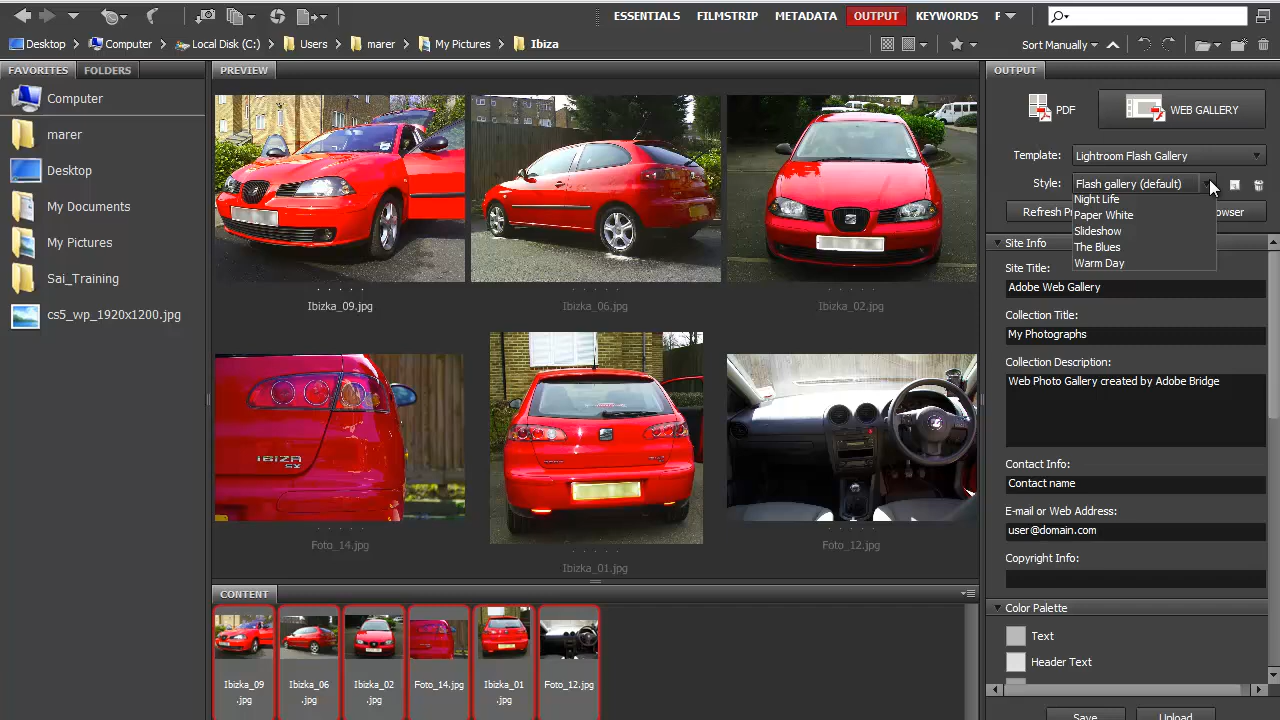 ESSENTIALS FILMSTRIP METADATA OUTPUT KEYWORDS F
Desktop Computer Local Disk (C:) Users marer My Pictures Ibiza Sort Manually
FAVORITES FOLDERS
Computer
marer
Desktop
My Documents
My Pictures
Sai_Training
cs5_wp_1920x1200.jpg
PREVIEW
Ibizka_09.jpg Ibizka_06.jpg Ibizka_02.jpg
IBIZA
SX
Foto_14.jpg Ibizka_01.jpg Foto_12.jpg
CONTENT
Ibizka_09 Ibizka_06 Ibizka_02 Foto_14.jpg Ibizka_01 Foto_12.jpg
.jpg .jpg .jpg .jpg
OUTPUT
PDF WEB GALLERY
Template: Lightroom Flash Gallery
Style: Flash gallery (default)
Night Life
Paper White
Slideshow
The Blues
Warm Day
Refresh P owser
Site Info
Site Title:
Adobe Web Gallery
Collection Title:
My Photographs
Collection Description:
Web Photo Gallery created by Adobe Bridge
Contact Info:
Contact name
E-mail or Web Address:
user@domain.com
Copyright Info:
Color Palette
Text
Header Text
Save Upload